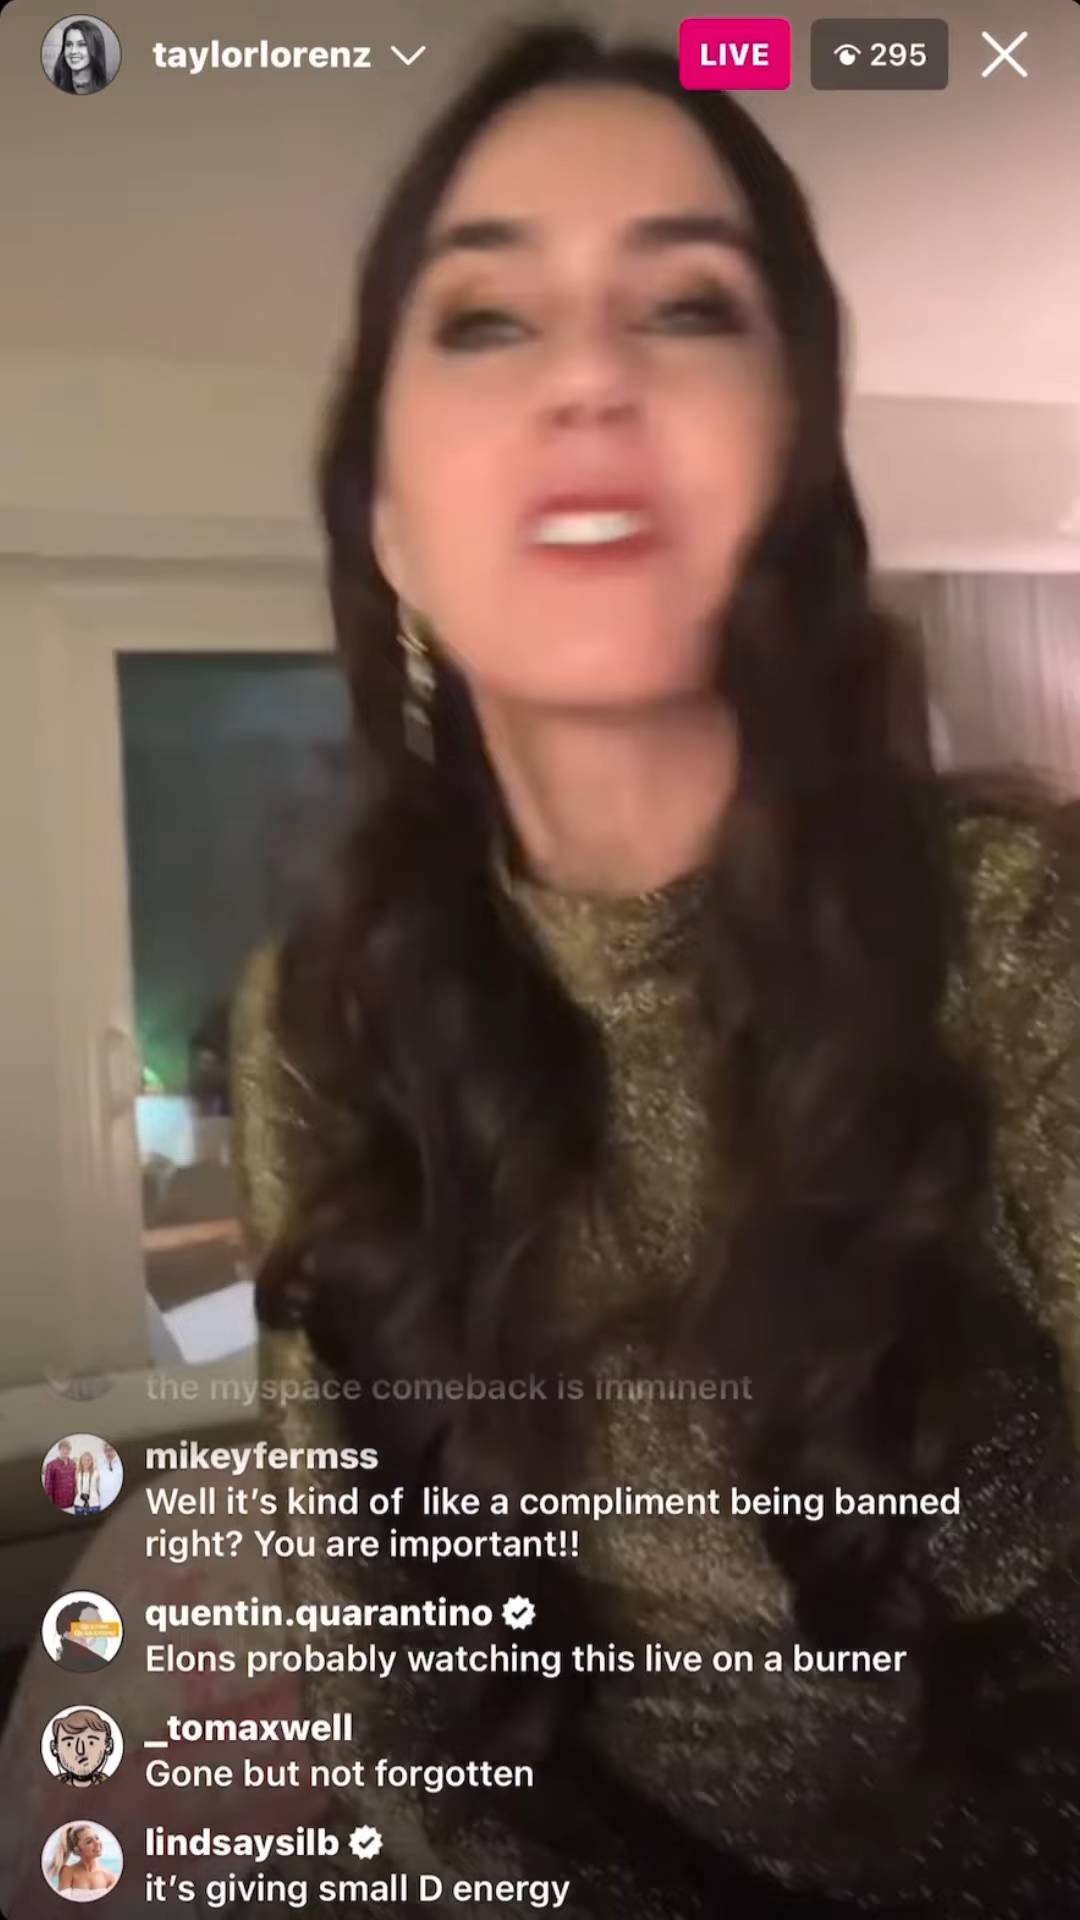 taylorlorenz
LIVE
295
the myspace comeback is imminent
mikeyfermss
Well it's kind of  like a compliment being banned
right? You are important!!
quentin.quarantino
Elons probably watching this live on a burner
_tomaxwell
Gone but not forgotten
lindsaysilb
it's giving small D energy